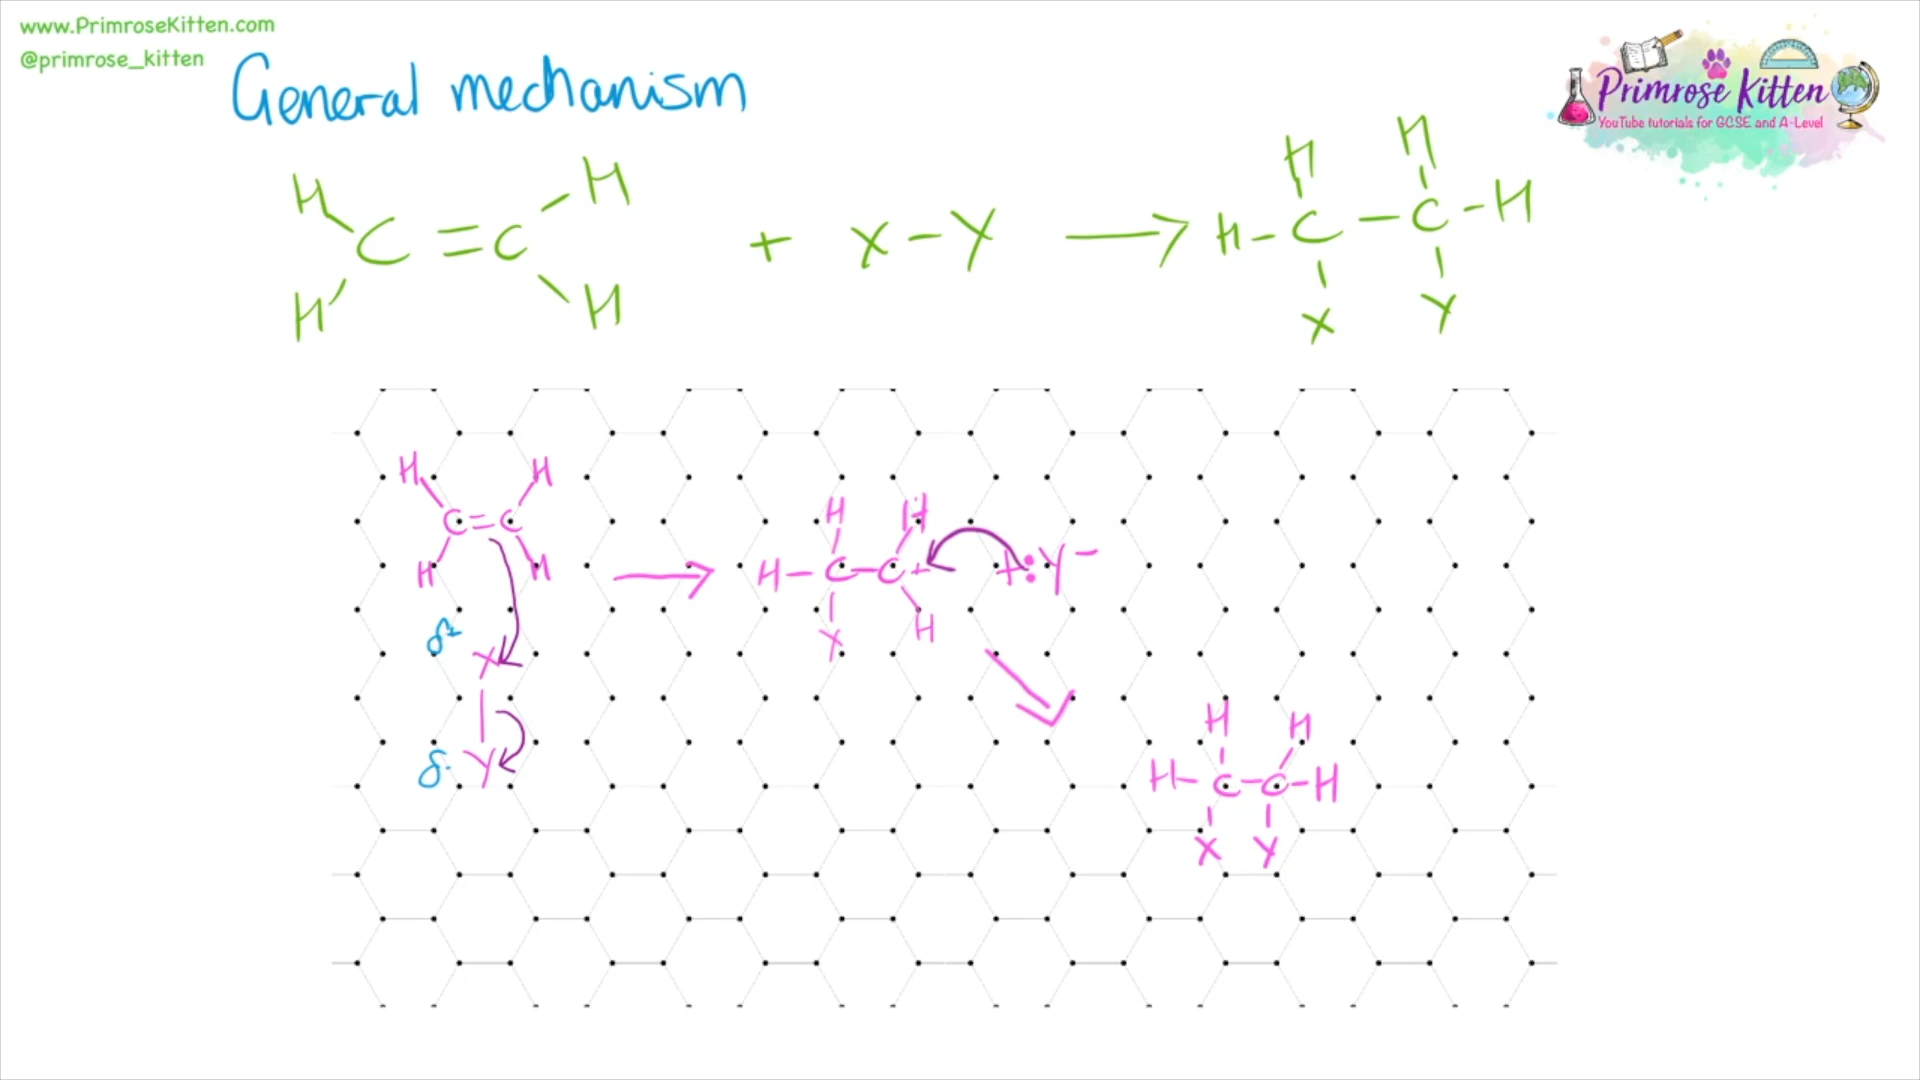 www.PrimroseKitten.com
@primrose_kitten
Primrose Kitten
YouTube tutorials for GCSE and A-Level
General mechanism
H H H H
C = C + X - Y → H - C - C - H
H H X Y
H H
C = C
H H
δ+ X
δ- Y
H H
H - C - C + + : Y -
X H
H H
H - C - C - H
X Y